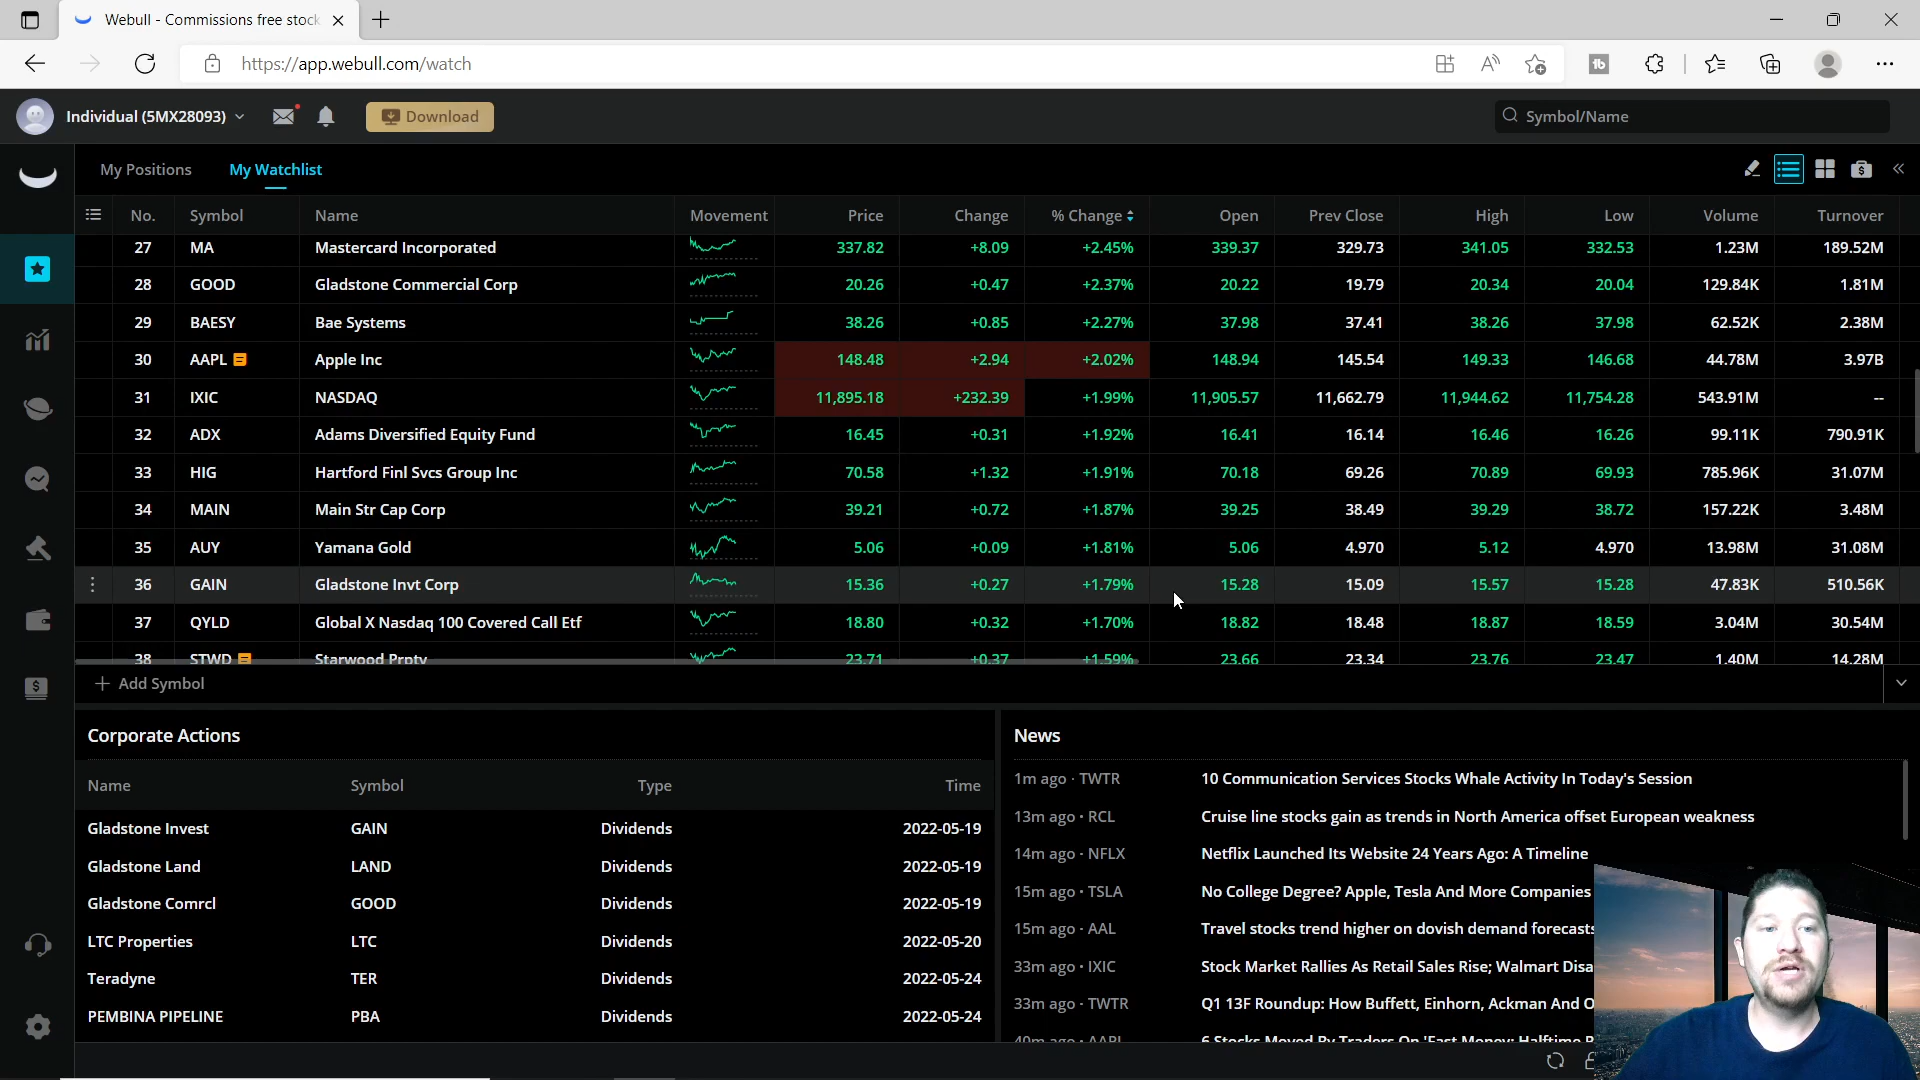 Webull - Commissions free stock
https://app.webull.com/watch
Individual (5MX28093)
Download
Symbol/Name
My Positions My Watchlist
No. Symbol Name Movement Price Change % Change Open Prev Close High Low Volume Turnover
27 MA Mastercard Incorporated 337.82 +8.09 +2.45% 339.37 329.73 341.05 332.53 1.23M 189.52M
28 GOOD Gladstone Commercial Corp 20.26 +0.47 +2.37% 20.22 19.79 20.34 20.04 129.84K 1.81M
29 BAESY Bae Systems 38.26 +0.85 +2.27% 37.98 37.41 38.26 37.98 62.52K 2.38M
30 AAPL Apple Inc 148.48 +2.94 +2.02% 148.94 145.54 149.33 146.68 44.78M 3.97B
31 IXIC NASDAQ 11,895.18 +232.39 +1.99% 11,905.57 11,662.79 11,944.62 11,754.28 543.91M --
32 ADX Adams Diversified Equity Fund 16.45 +0.31 +1.92% 16.41 16.14 16.46 16.26 99.11K 790.91K
33 HIG Hartford Finl Svcs Group Inc 70.58 +1.32 +1.91% 70.18 69.26 70.89 69.93 785.96K 31.07M
34 MAIN Main Str Cap Corp 39.21 +0.72 +1.87% 39.25 38.49 39.29 38.72 157.22K 3.48M
35 AUY Yamana Gold 5.06 +0.09 +1.81% 5.06 4.970 5.12 4.970 13.98M 31.08M
36 GAIN Gladstone Invt Corp 15.36 +0.27 +1.79% 15.28 15.09 15.57 15.28 47.83K 510.56K
37 QYLD Global X Nasdaq 100 Covered Call Etf 18.80 +0.32 +1.70% 18.82 18.48 18.87 18.59 3.04M 30.54M
38 STWD Starwood Prpty 23.71 +0.37 +1.59% 23.66 23.34 23.76 23.47 1.40M 14.28M
+ Add Symbol
Corporate Actions
Name Symbol Type Time
Gladstone Invest GAIN Dividends 2022-05-19
Gladstone Land LAND Dividends 2022-05-19
Gladstone Comrcl GOOD Dividends 2022-05-19
LTC Properties LTC Dividends 2022-05-20
Teradyne TER Dividends 2022-05-24
PEMBINA PIPELINE PBA Dividends 2022-05-24
News
1m ago · TWTR 10 Communication Services Stocks Whale Activity In Today's Session
13m ago · RCL Cruise line stocks gain as trends in North America offset European weakness
14m ago · NFLX Netflix Launched Its Website 24 Years Ago: A Timeline
15m ago · TSLA No College Degree? Apple, Tesla And More Companies
15m ago · AAL Travel stocks trend higher on dovish demand forecasts
33m ago · IXIC Stock Market Rallies As Retail Sales Rise; Walmart Disa
33m ago · TWTR Q1 13F Roundup: How Buffett, Einhorn, Ackman And O
40m ago · AAPL 6 Stocks Moved By Traders On 'Fast Money: Halftime R